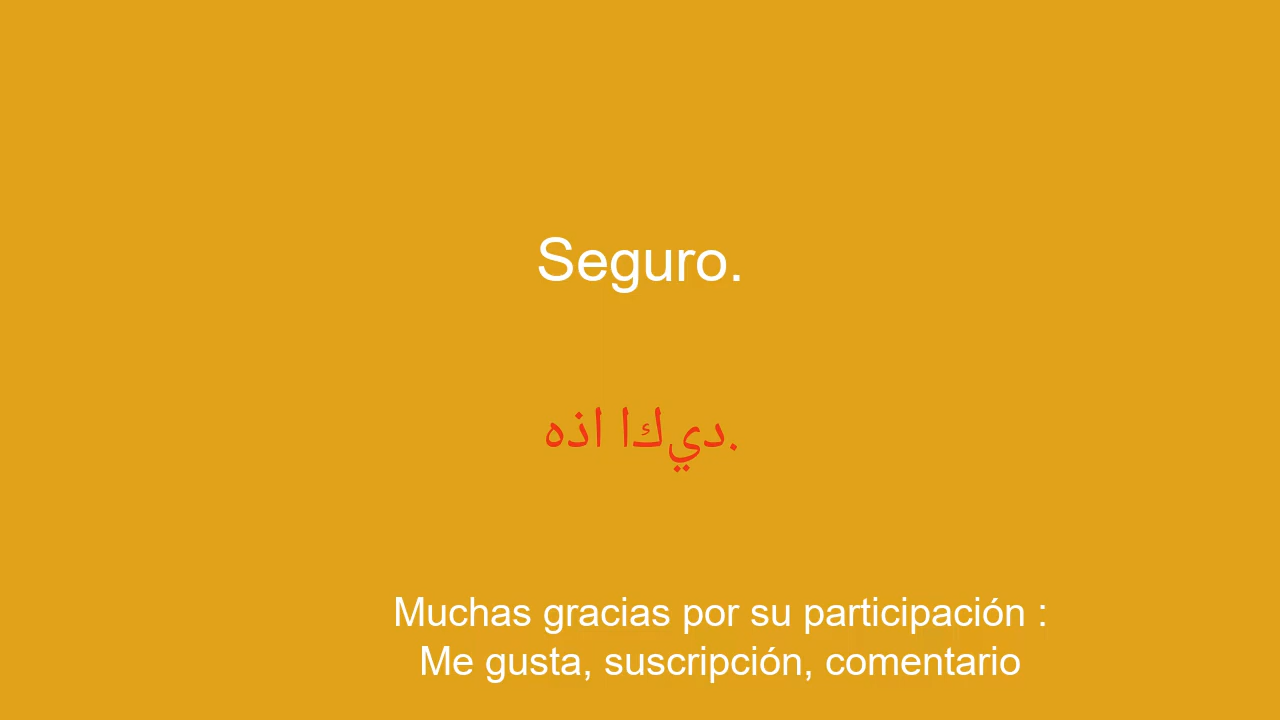 Seguro.
هذا اكيد.
Muchas gracias por su participación :
Me gusta, suscripción, comentario